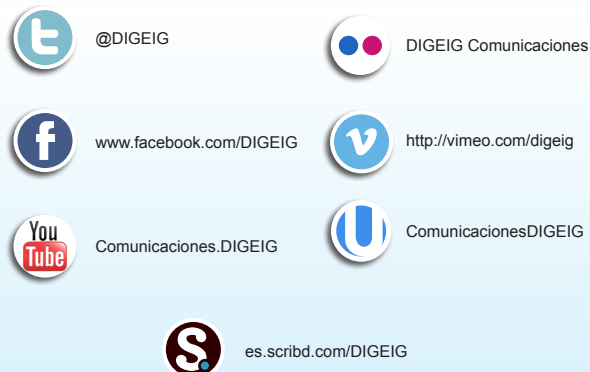 @DIGEIG
DIGEIG Comunicaciones
www.facebook.com/DIGEIG
http://vimeo.com/digeig
You
Tube
Comunicaciones.DIGEIG
ComunicacionesDIGEIG
es.scribd.com/DIGEIG